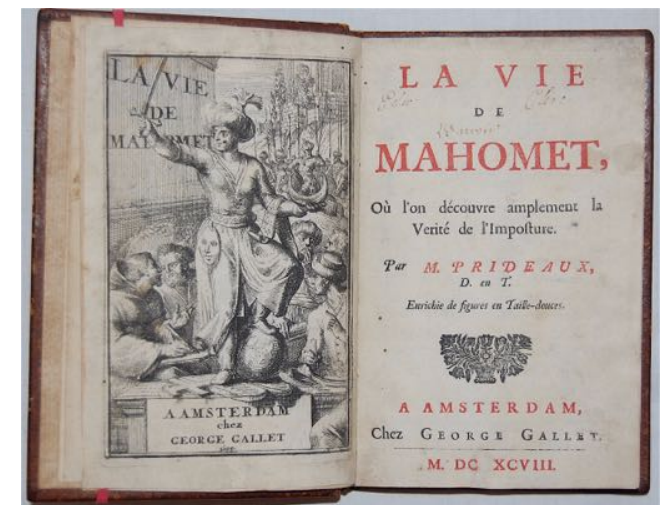 LA VIE
DE
MAHOMET
A AMSTERDAM
chez
GEORGE GALLET
LA VIE
DE
MAHOMET,
Où l'on découvre amplement la
Verité de l'Imposture.
Par M. PRIDEAUX,
D. en T.
Enrichie de figures en Taille-douces.
A AMSTERDAM,
Chez GEORGE GALLET.
M. DC XCVIII.